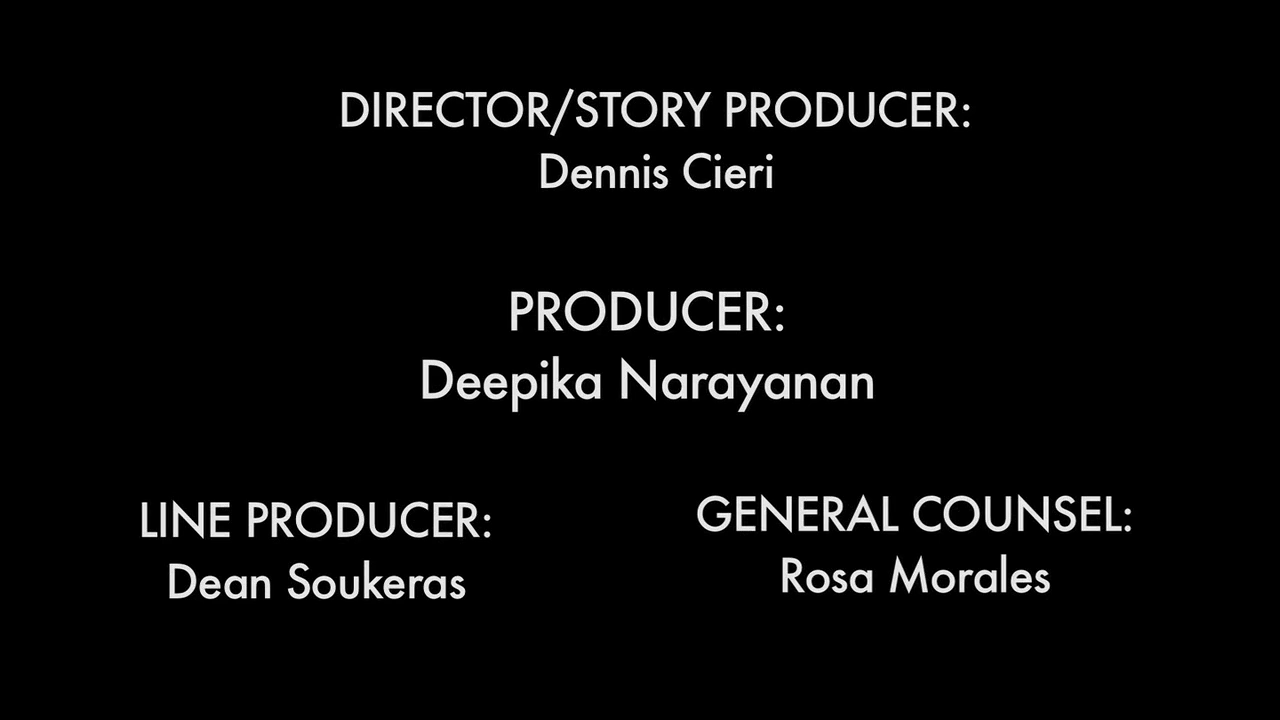 DIRECTOR/STORY PRODUCER:
Dennis Cieri
PRODUCER:
Deepika Narayanan
LINE PRODUCER:
Dean Soukeras
GENERAL COUNSEL:
Rosa Morales